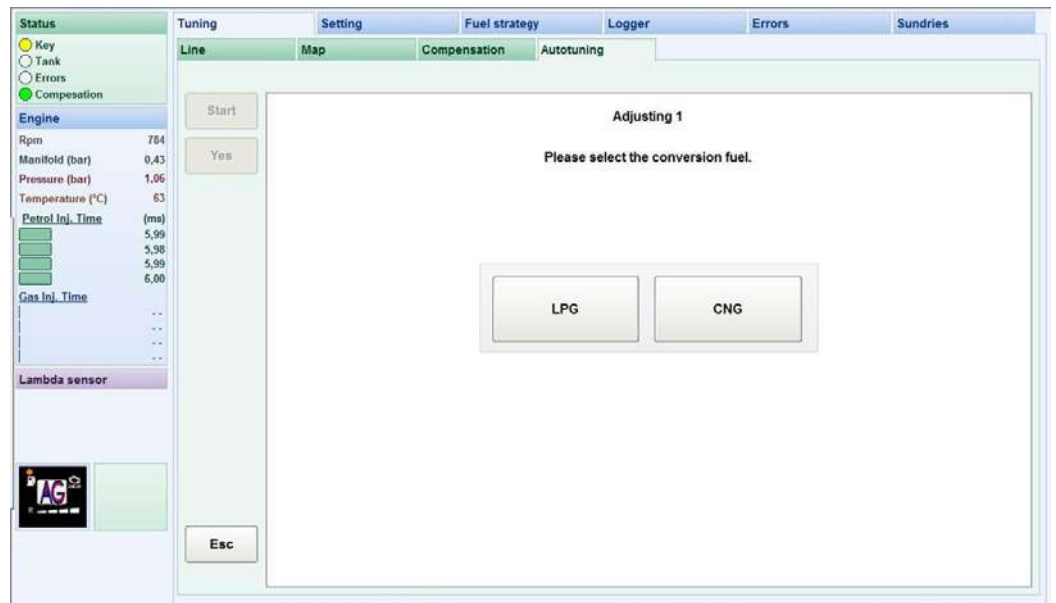 Status
Key
Tank
Errors
Compesation
Engine
Rpm 784
Manifold (bar) 0,43
Pressure (bar) 1,06
Temperature (°C) 63
Petrol Inj. Time (ms)
5,99
5,98
5,99
6,00
Gas Inj. Time
- -
- -
- -
- -
Lambda sensor
AG
Tuning Setting Fuel strategy Logger Errors Sundries
Line Map Compensation Autotuning
Start
Yes
Esc
Adjusting 1
Please select the conversion fuel.
LPG CNG